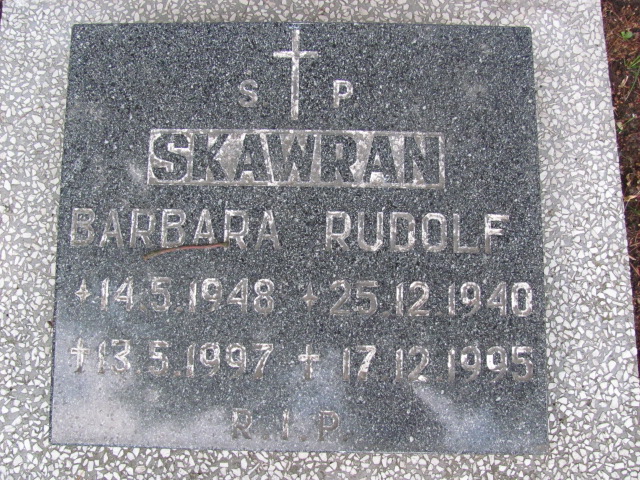 S P
SKAWRAN
BARBARA RUDOLF
14.5.1948 25.12.1940
†13.5.1997 † 17.12.1995
R.I.P.